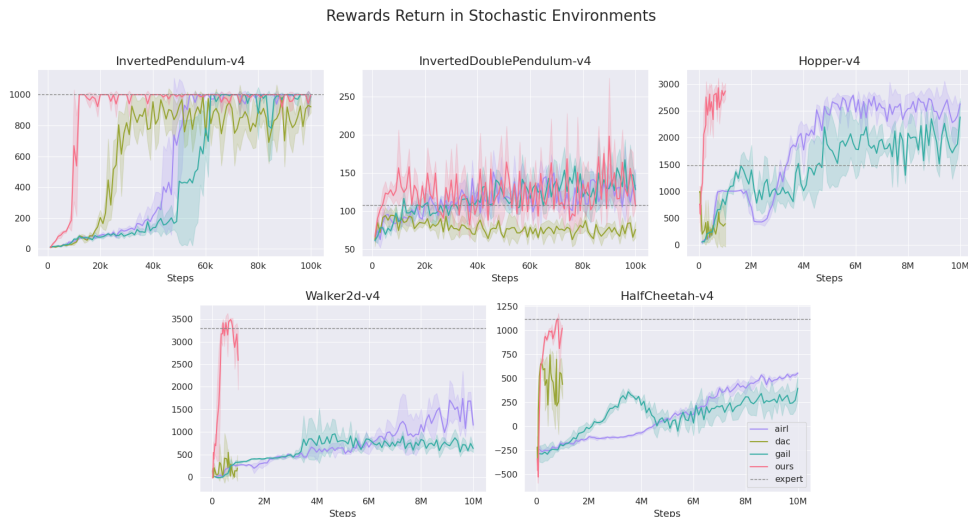 Rewards Return in Stochastic Environments
InvertedPendulum-v4
1000
800
600
400
200
0
0 20k 40k 60k 80k 100k
Steps
InvertedDoublePendulum-v4
250
200
150
100
50
0 20k 40k 60k 80k 100k
Steps
Hopper-v4
3000
2500
2000
1500
1000
500
0
0 2M 4M 6M 8M 10M
Steps
Walker2d-v4
3500
3000
2500
2000
1500
1000
500
0
0 2M 4M 6M 8M 10M
Steps
HalfCheetah-v4
1250
1000
750
500
250
0
−250
−500
0 2M 4M 6M 8M 10M
Steps
airl
dac
gail
ours
expert